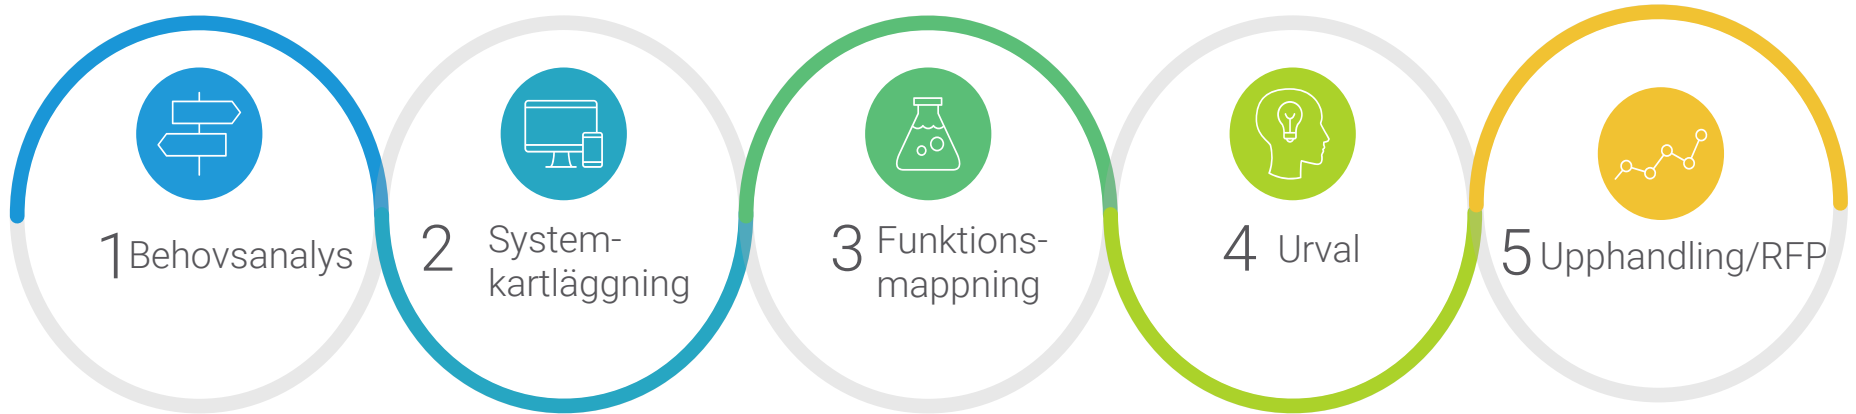 1 Behovsanalys
2 System-
kartläggning
3 Funktions-
mappning
4 Urval
5 Upphandling/RFP